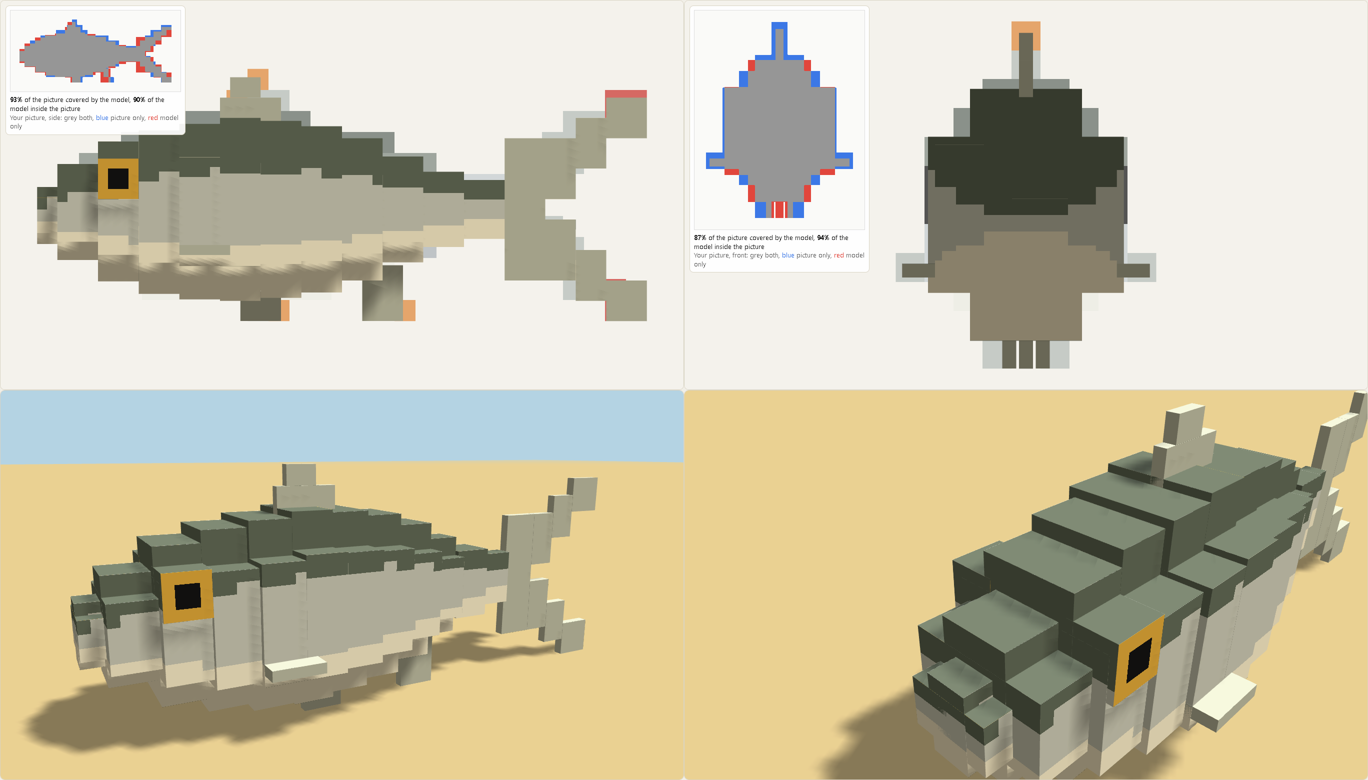 93% of the picture covered by the model, 90% of the
model inside the picture
Your picture, side: grey both, blue picture only, red model
only
87% of the picture covered by the model, 94% of the
model inside the picture
Your picture, front: grey both, blue picture only, red model
only